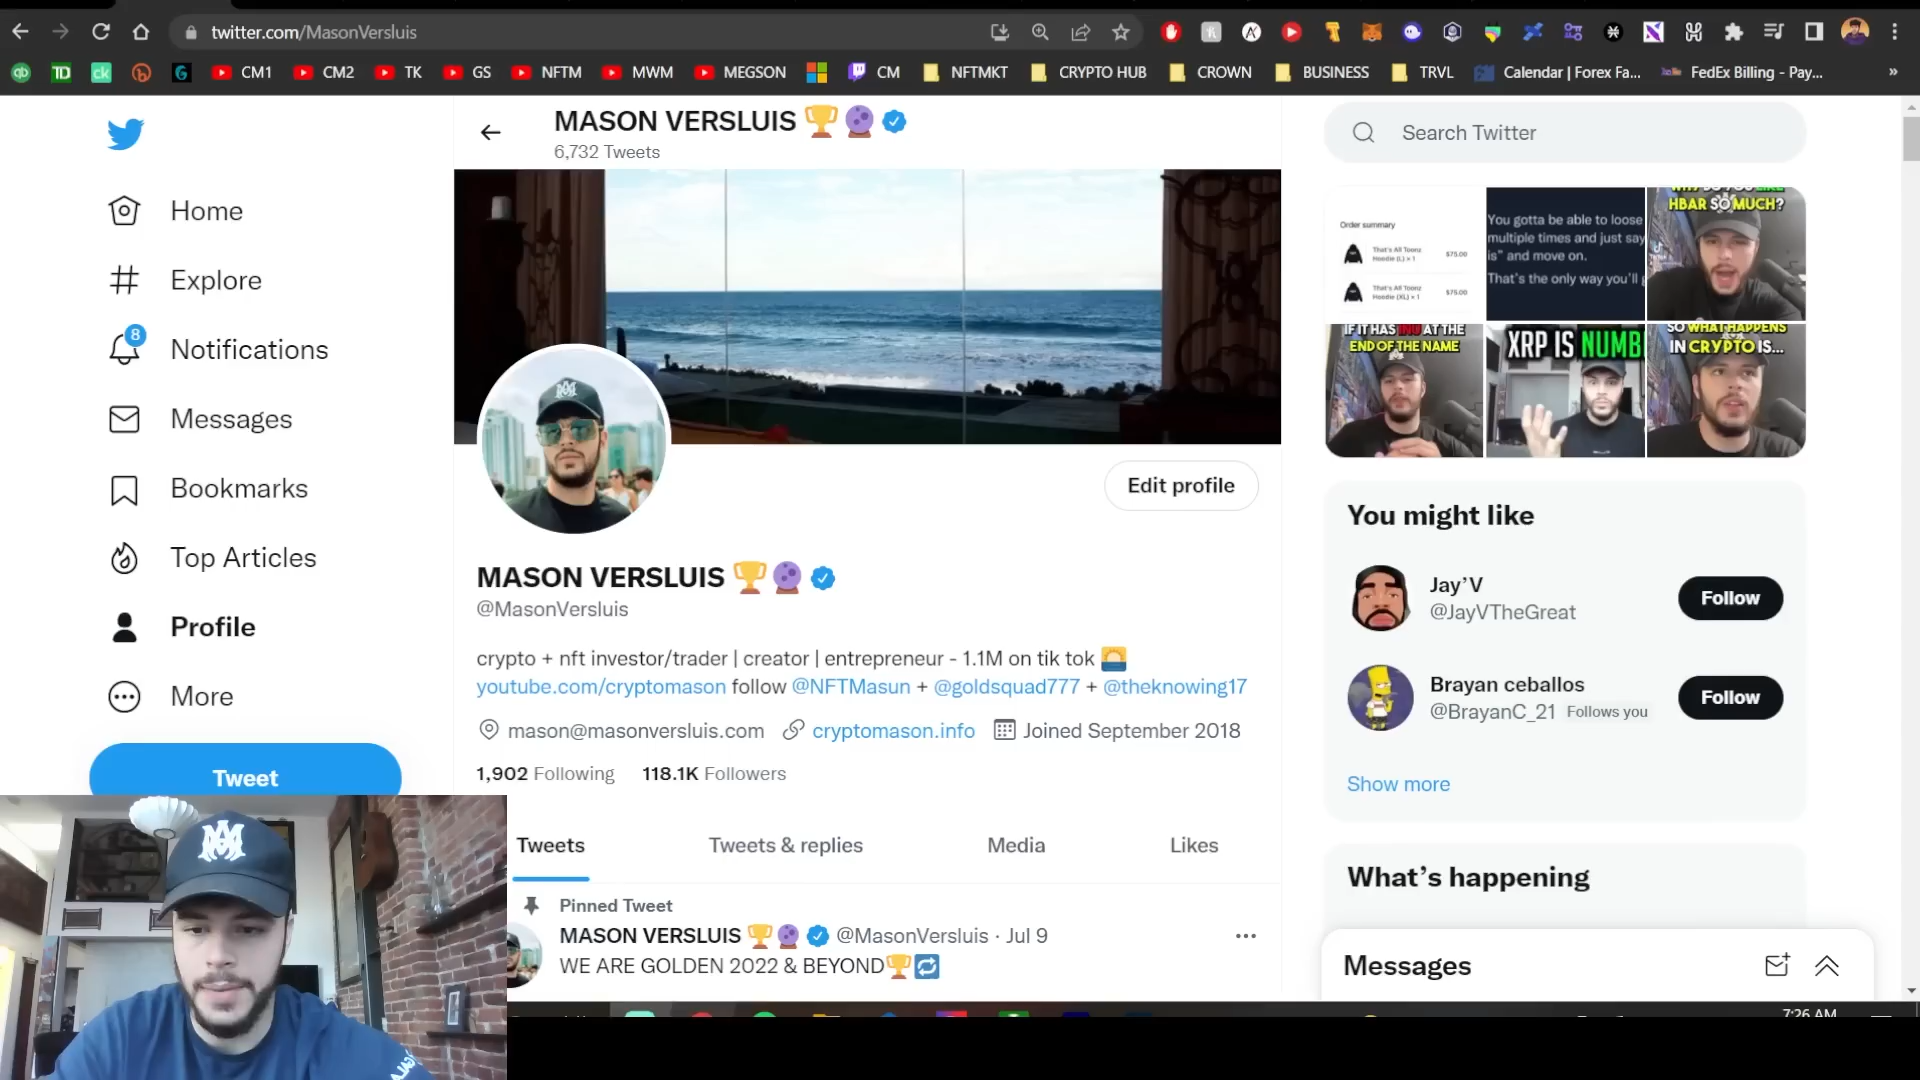 twitter.com/MasonVersluis
CM1
CM2
TK
GS
NFTM
MWM
MEGSON
CM
NFTMKT
CRYPTO HUB
CROWN
BUSINESS
TRVL
Calendar | Forex Fa...
FedEx Billing - Pay...
Home
Explore
8
Notifications
Messages
Bookmarks
Top Articles
Profile
More
Tweet
MASON VERSLUIS 🏆🔮
6,732 Tweets
Edit profile
MASON VERSLUIS 🏆🔮
@MasonVersluis
crypto + nft investor/trader | creator | entrepreneur - 1.1M on tik tok 🌅
youtube.com/cryptomason follow @NFTMasun + @goldsquad777 + @theknowing17
mason@masonversluis.com cryptomason.info Joined September 2018
1,902 Following 118.1K Followers
Tweets Tweets & replies Media Likes
Pinned Tweet
MASON VERSLUIS 🏆🔮 @MasonVersluis · Jul 9
WE ARE GOLDEN 2022 & BEYOND🏆🔁
Search Twitter
Order summary
That's All Toonz
Hoodie (L) × 1
$75.00
That's All Toonz
Hoodie (XL) × 1
$75.00
You gotta be able to loose
multiple times and just say
is" and move on.
That's the only way you'll
WHY DO YOU LIKE
HBAR SO MUCH?
IF IT HAS INU AT THE
END OF THE NAME
XRP IS NUMB
SO WHAT HAPPENS
IN CRYPTO IS...
You might like
Jay'V
@JayVTheGreat
Follow
Brayan ceballos
@BrayanC_21 Follows you
Follow
Show more
What's happening
Messages
7:26 AM